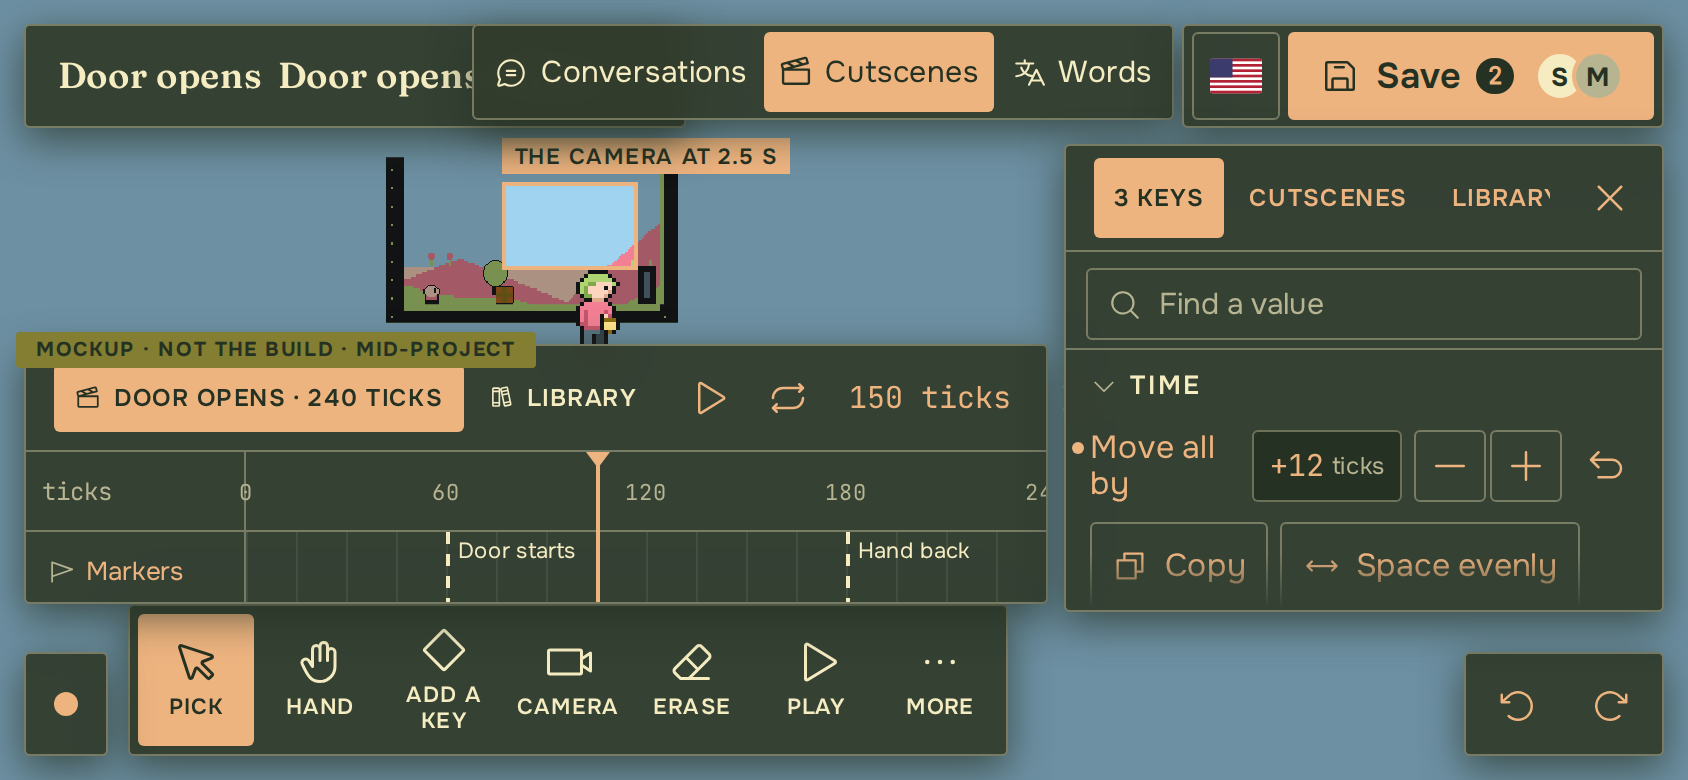 Door opens Door opens
Conversations
Cutscenes
Words
Save 2 S M
THE CAMERA AT 2.5 S
3 KEYS
CUTSCENES
LIBRARY
Find a value
MOCKUP · NOT THE BUILD · MID-PROJECT
DOOR OPENS · 240 TICKS
LIBRARY
150 ticks
TIME
Move all
by
+12 ticks
ticks
0
60
120
180
24
Door starts
Hand back
Markers
Copy
Space evenly
PICK
HAND
ADD A
KEY
CAMERA
ERASE
PLAY
MORE